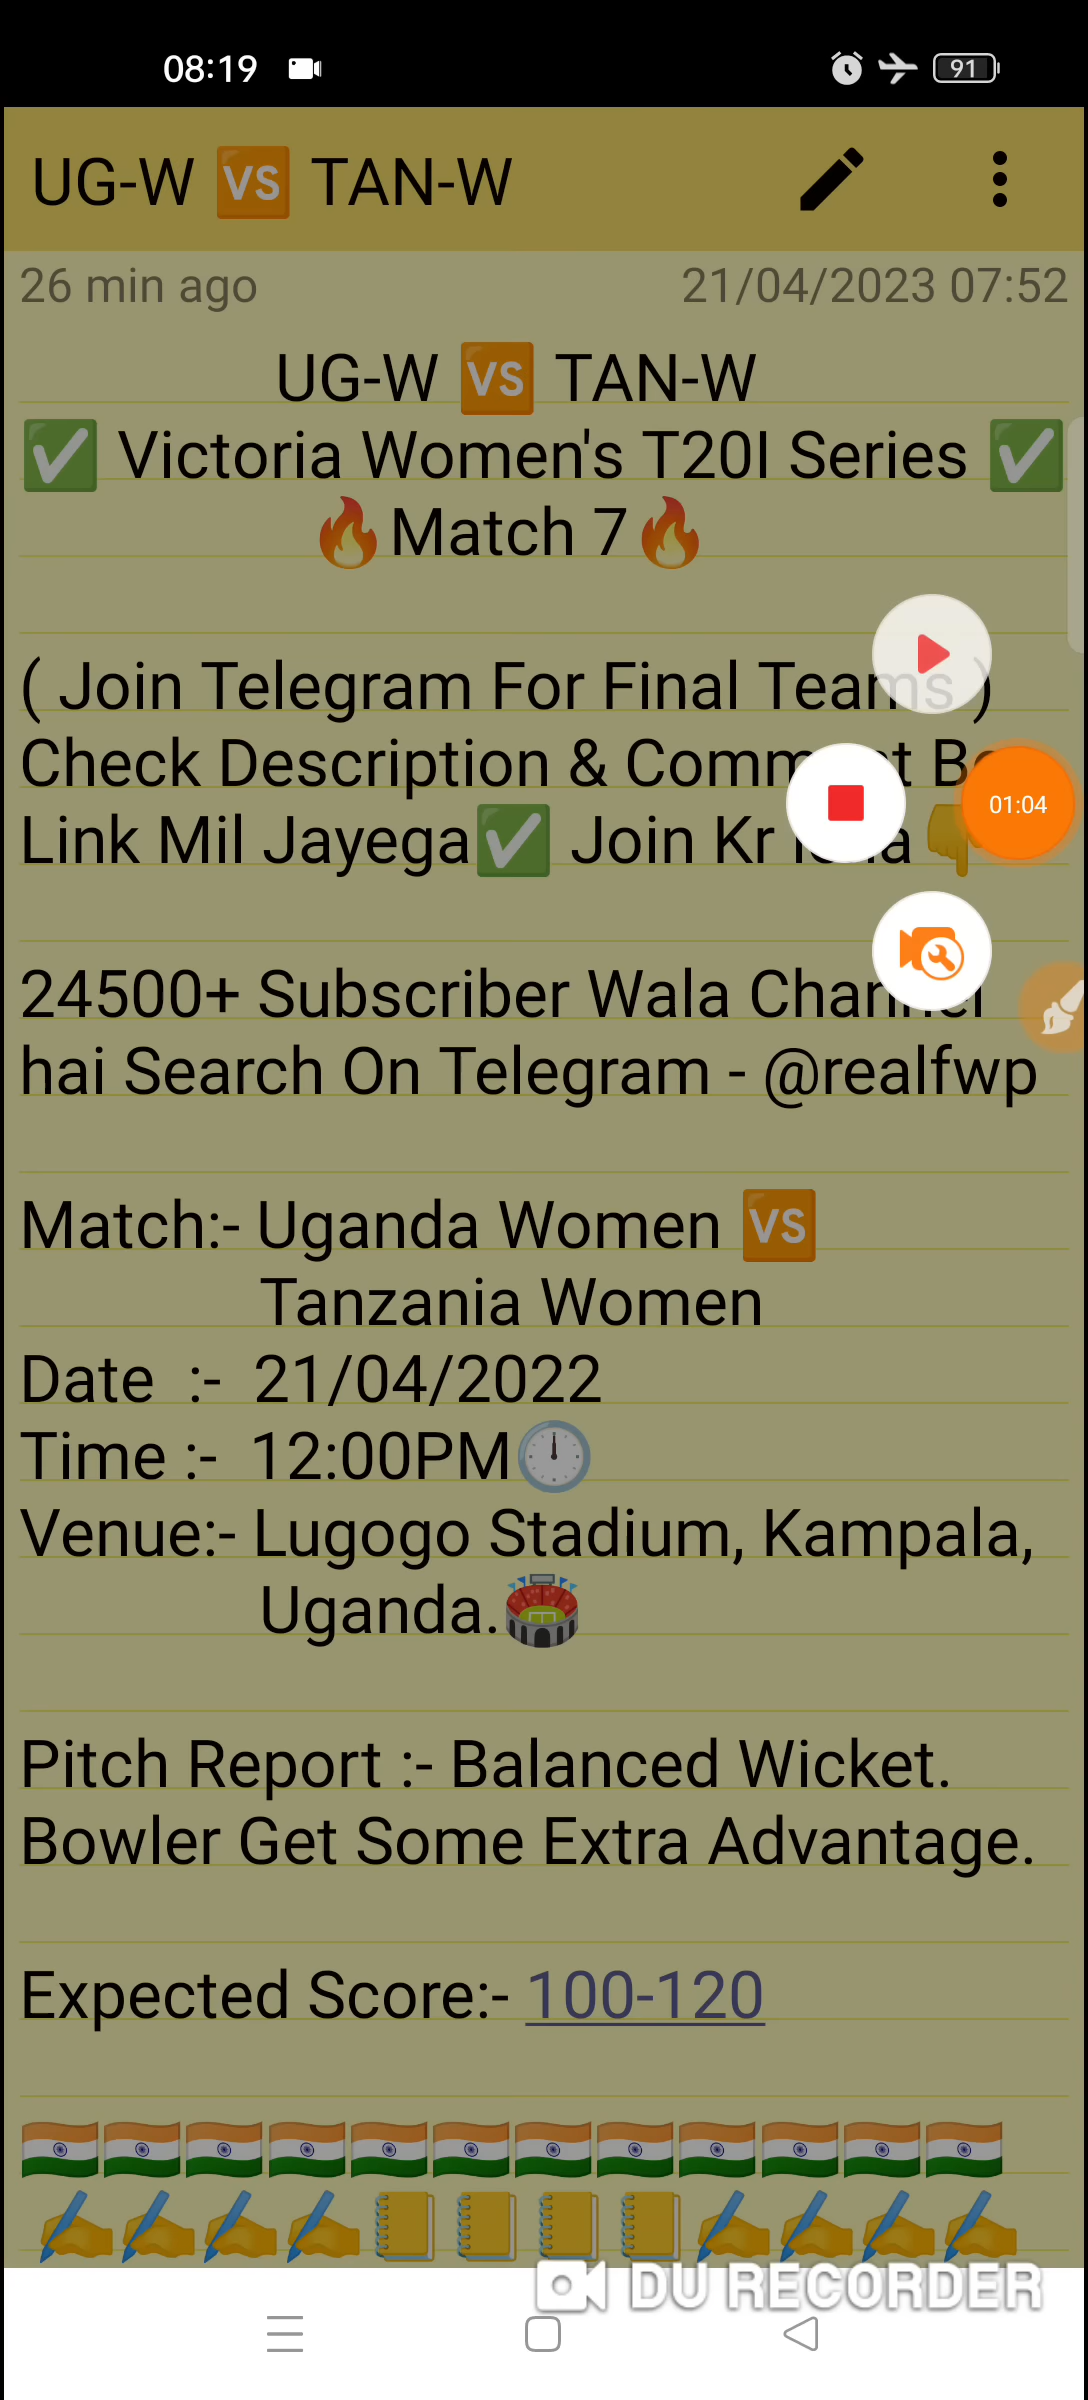 08:19
91
UG-W VS TAN-W
26 min ago 21/04/2023 07:52
UG-W VS TAN-W
✅ Victoria Women's T20I Series ✅
🔥Match 7🔥
( Join Telegram For Final Teams )
Check Description & Comment
01:04
Link Mil Jayega✅ Join Kr 👇
24500+ Subscriber Wala Channel
hai Search On Telegram - @realfwp
Match:- Uganda Women VS
Tanzania Women
Date :- 21/04/2022
Time :- 12:00PM🕛
Venue:- Lugogo Stadium, Kampala,
Uganda.🏟️
Pitch Report :- Balanced Wicket.
Bowler Get Some Extra Advantage.
Expected Score:- 100-120
DU RECORDER